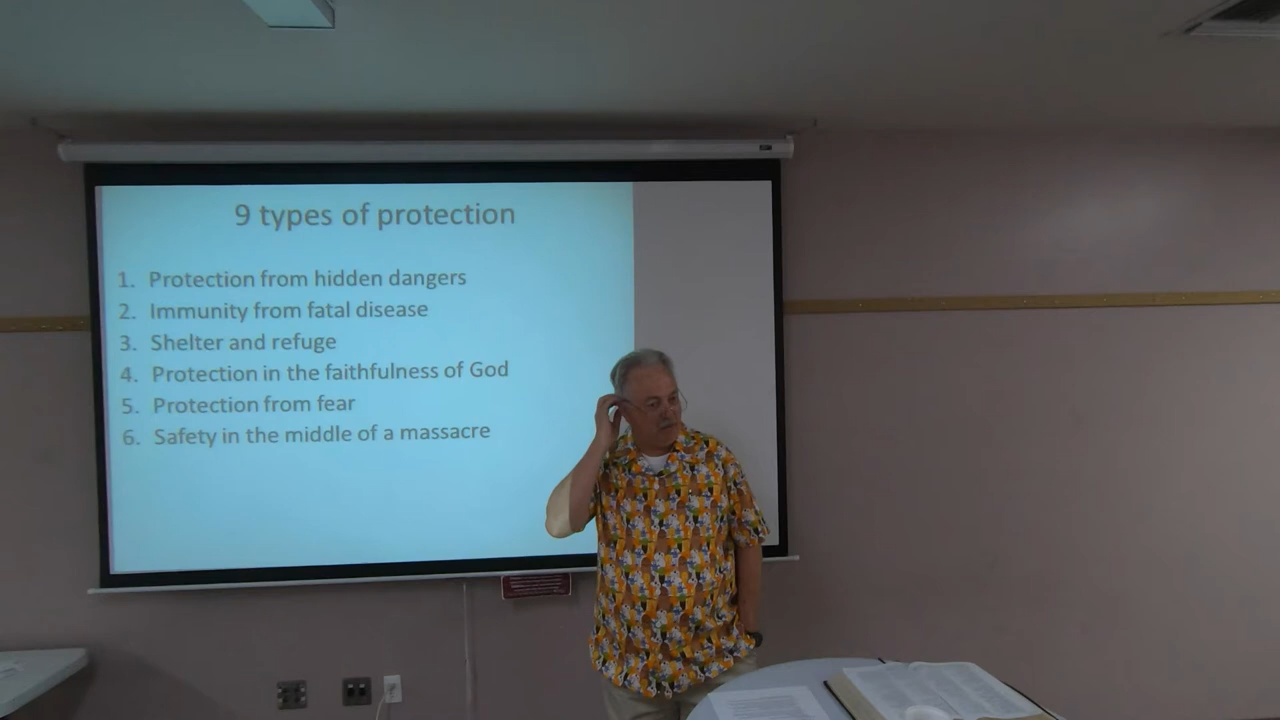 9 types of protection
1. Protection from hidden dangers
2. Immunity from fatal disease
3. Shelter and refuge
4. Protection in the faithfulness of God
5. Protection from fear
6. Safety in the middle of a massacre